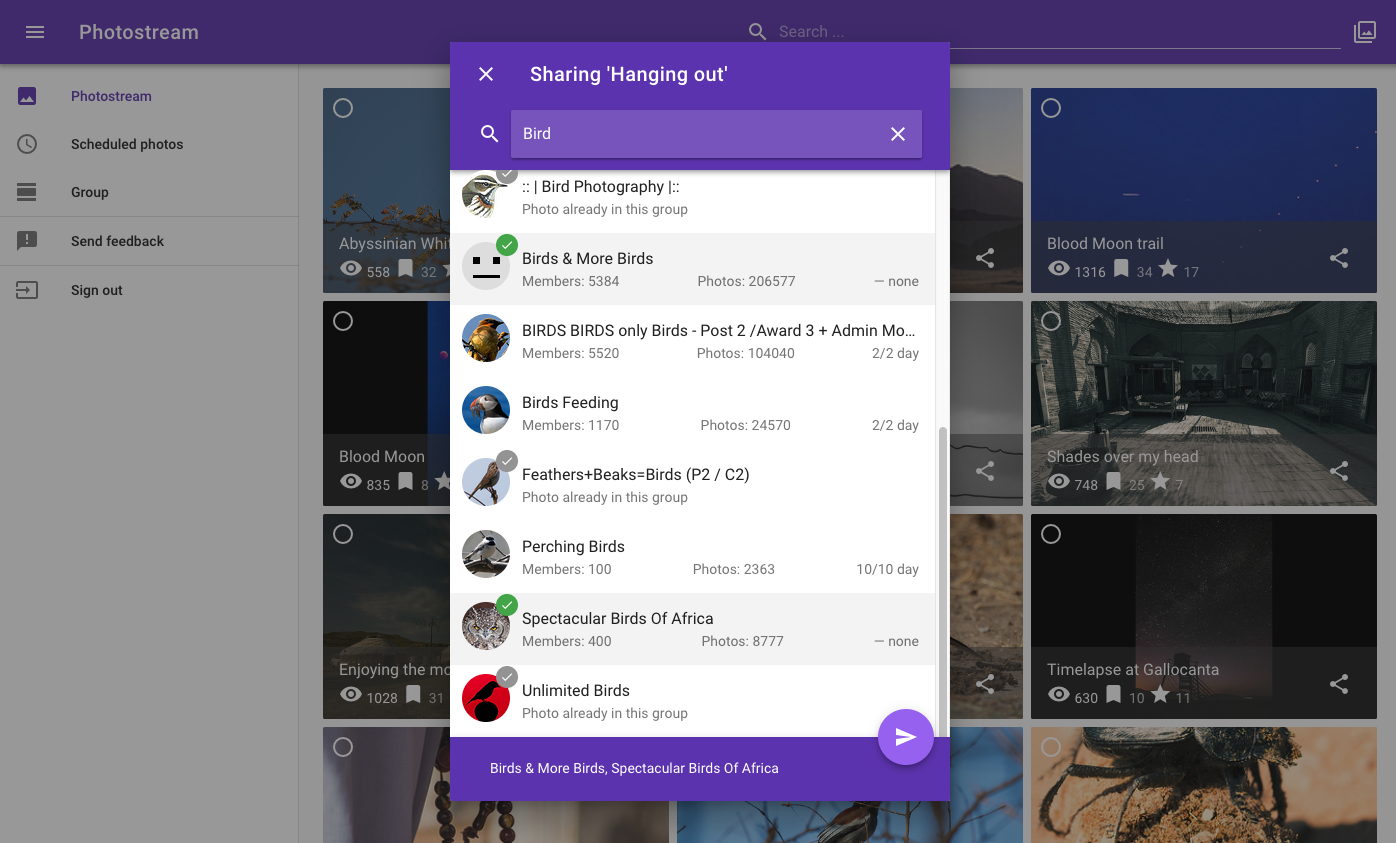 Photostream
Search ...
Photostream
Scheduled photos
Group
Send feedback
Sign out
Sharing 'Hanging out'
Bird
:: | Bird Photography |::
Photo already in this group
Birds & More Birds
Members: 5384 Photos: 206577 — none
BIRDS BIRDS only Birds - Post 2 /Award 3 + Admin Mo...
Members: 5520 Photos: 104040 2/2 day
Birds Feeding
Members: 1170 Photos: 24570 2/2 day
Feathers+Beaks=Birds (P2 / C2)
Photo already in this group
Perching Birds
Members: 100 Photos: 2363 10/10 day
Spectacular Birds Of Africa
Members: 400 Photos: 8777 — none
Unlimited Birds
Photo already in this group
Birds & More Birds, Spectacular Birds Of Africa
Abyssinian Whit
558 32
Blood Moon trail
1316 34 17
Blood Moon
835 8
Shades over my head
748 25 7
Enjoying the mo
1028 31
Timelapse at Gallocanta
630 10 11